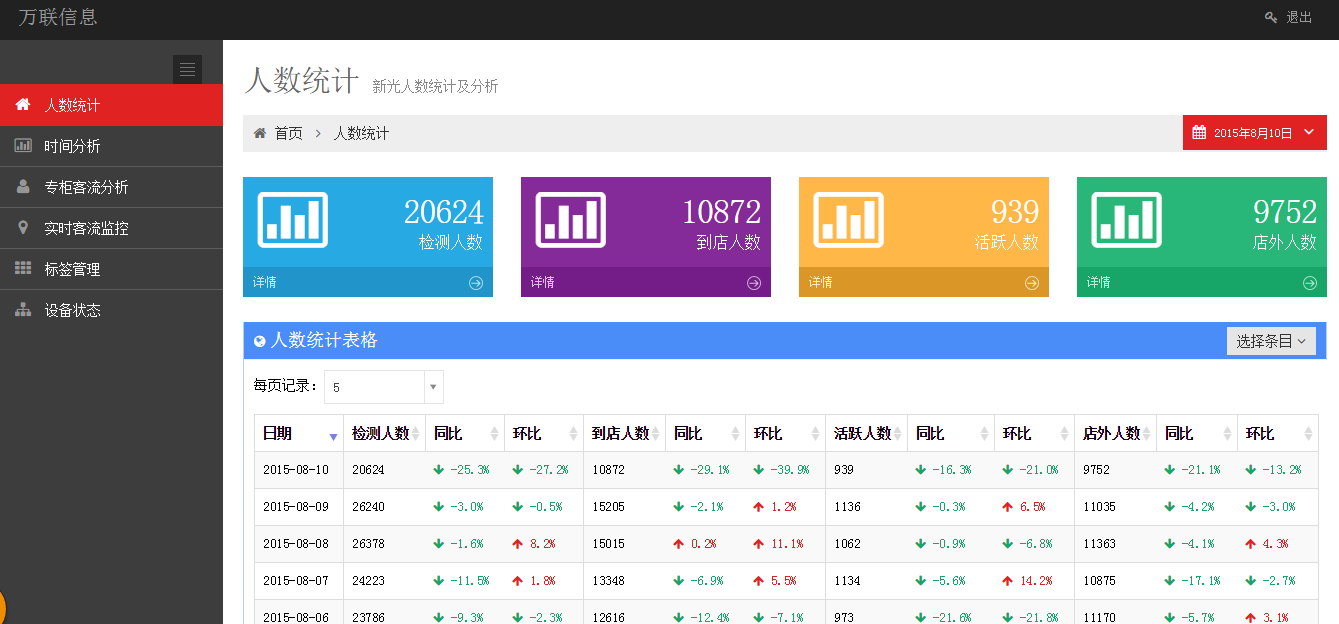 万联信息
退出
人数统计
时间分析
专柜客流分析
实时客流监控
标签管理
设备状态
人数统计 新光人数统计及分析
首页 > 人数统计
2015年8月10日
20624
检测人数
详情
10872
到店人数
详情
939
活跃人数
详情
9752
店外人数
详情
人数统计表格
选择条目
每页记录： 5
日期 检测人数 同比 环比 到店人数 同比 环比 活跃人数 同比 环比 店外人数 同比 环比
2015-08-10 20624 -25.3% -27.2% 10872 -29.1% -39.9% 939 -16.3% -21.0% 9752 -21.1% -13.2%
2015-08-09 26240 -3.0% -0.5% 15205 -2.1% 1.2% 1136 -0.3% 6.5% 11035 -4.2% -3.0%
2015-08-08 26378 -1.6% 8.2% 15015 0.2% 11.1% 1062 -0.9% -6.8% 11363 -4.1% 4.3%
2015-08-07 24223 -11.5% 1.8% 13348 -6.9% 5.5% 1134 -5.6% 14.2% 10875 -17.1% -2.7%
2015-08-06 23786 -9.3% -2.3% 12616 -12.4% -7.1% 973 -21.6% -21.8% 11170 -5.7% 3.1%